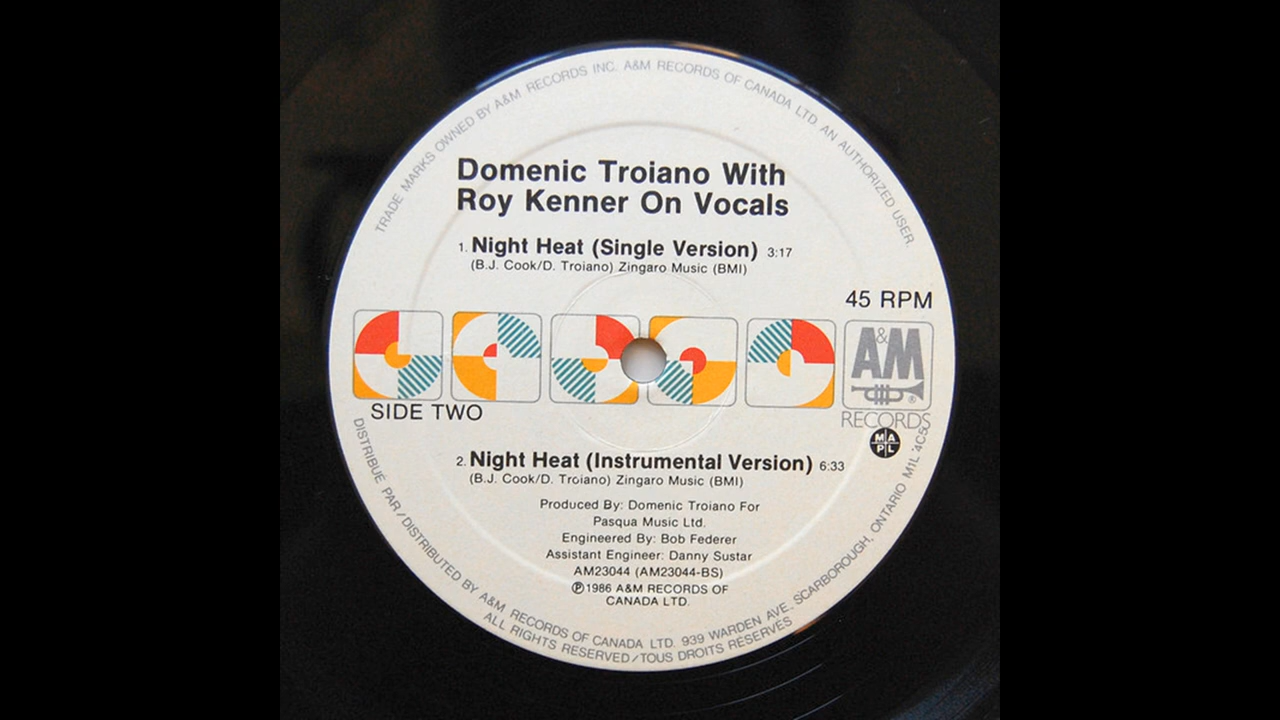 TRADE MARKS OWNED BY A&M RECORDS INC. A&M RECORDS OF CANADA LTD. AN AUTHORIZED USER.
Domenic Troiano With
Roy Kenner On Vocals
1. Night Heat (Single Version) 3:17
(B.J. Cook/D. Troiano) Zingaro Music (BMI)
45 RPM
A&M
®
RECORDS
SIDE TWO
MAPL
2. Night Heat (Instrumental Version) 6:33
(B.J. Cook/D. Troiano) Zingaro Music (BMI)
Produced By: Domenic Troiano For
Pasqua Music Ltd.
Engineered By: Bob Federer
Assistant Engineer: Danny Sustar
AM23044 (AM23044-BS)
℗1986 A&M RECORDS OF
CANADA LTD.
DISTRIBUÉ PAR/DISTRIBUTED BY A&M RECORDS OF CANADA LTD. 939 WARDEN AVE., SCARBOROUGH, ONTARIO M1L 4C5
ALL RIGHTS RESERVED/TOUS DROITS RÉSERVÉS